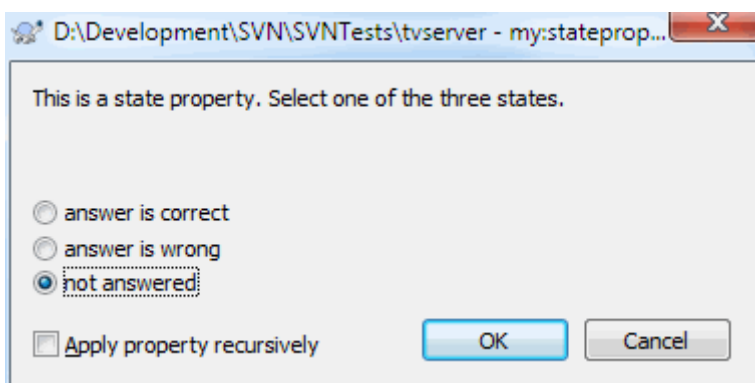 D:\Development\SVN\SVNTests\tvserver - my:stateprop...
This is a state property. Select one of the three states.
answer is correct
answer is wrong
not answered
Apply property recursively
OK
Cancel